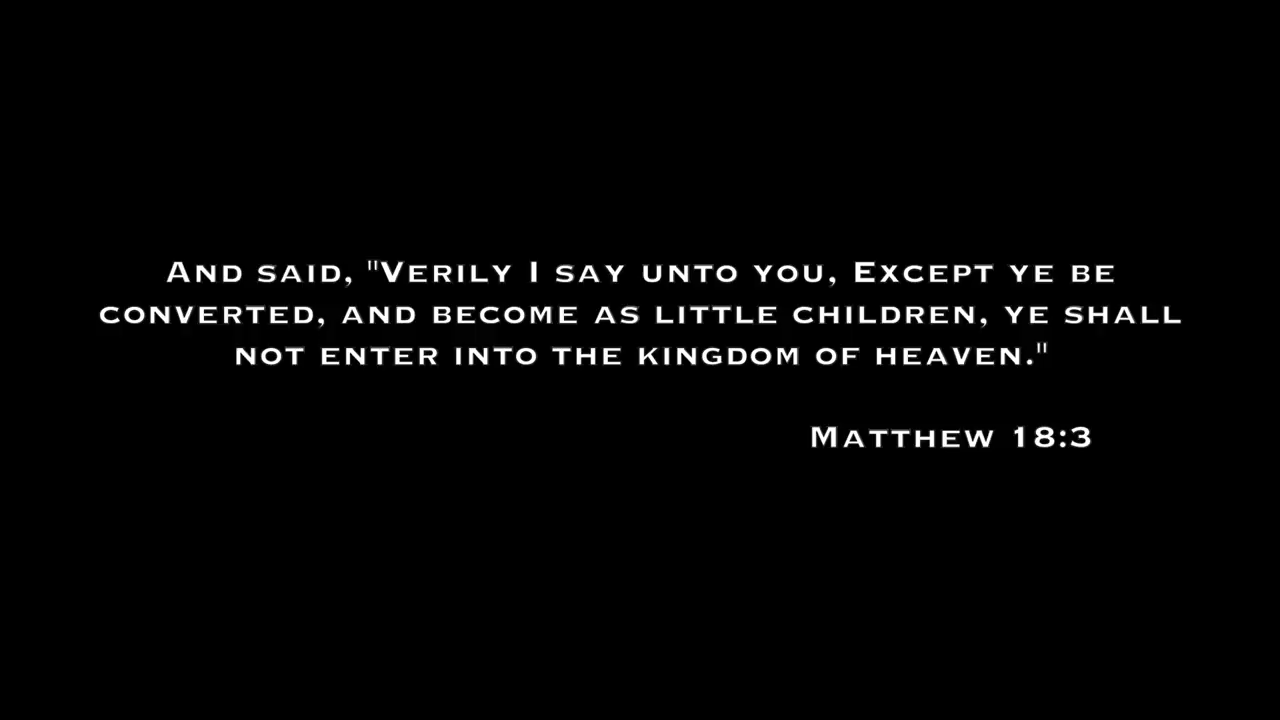 And said, "Verily I say unto you, Except ye be
converted, and become as little children, ye shall
not enter into the kingdom of heaven."
Matthew 18:3